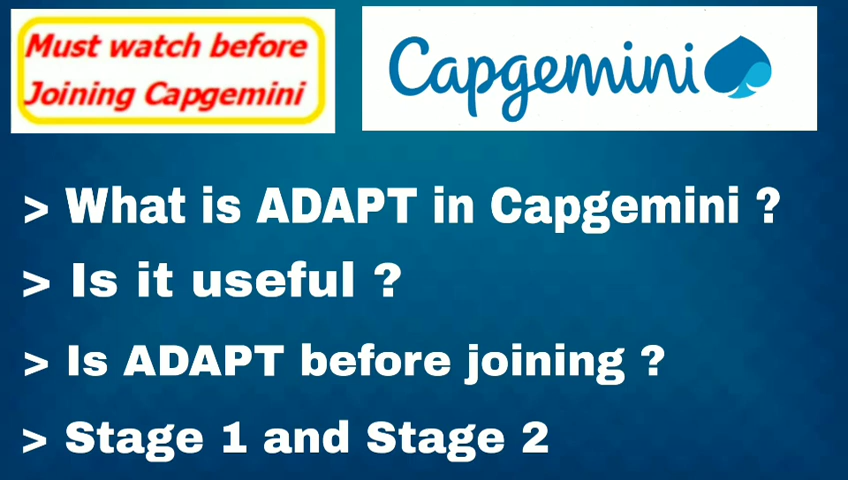 Must watch before
Joining Capgemini
Capgemini
> What is ADAPT in Capgemini ?
> Is it useful ?
> Is ADAPT before joining ?
> Stage 1 and Stage 2